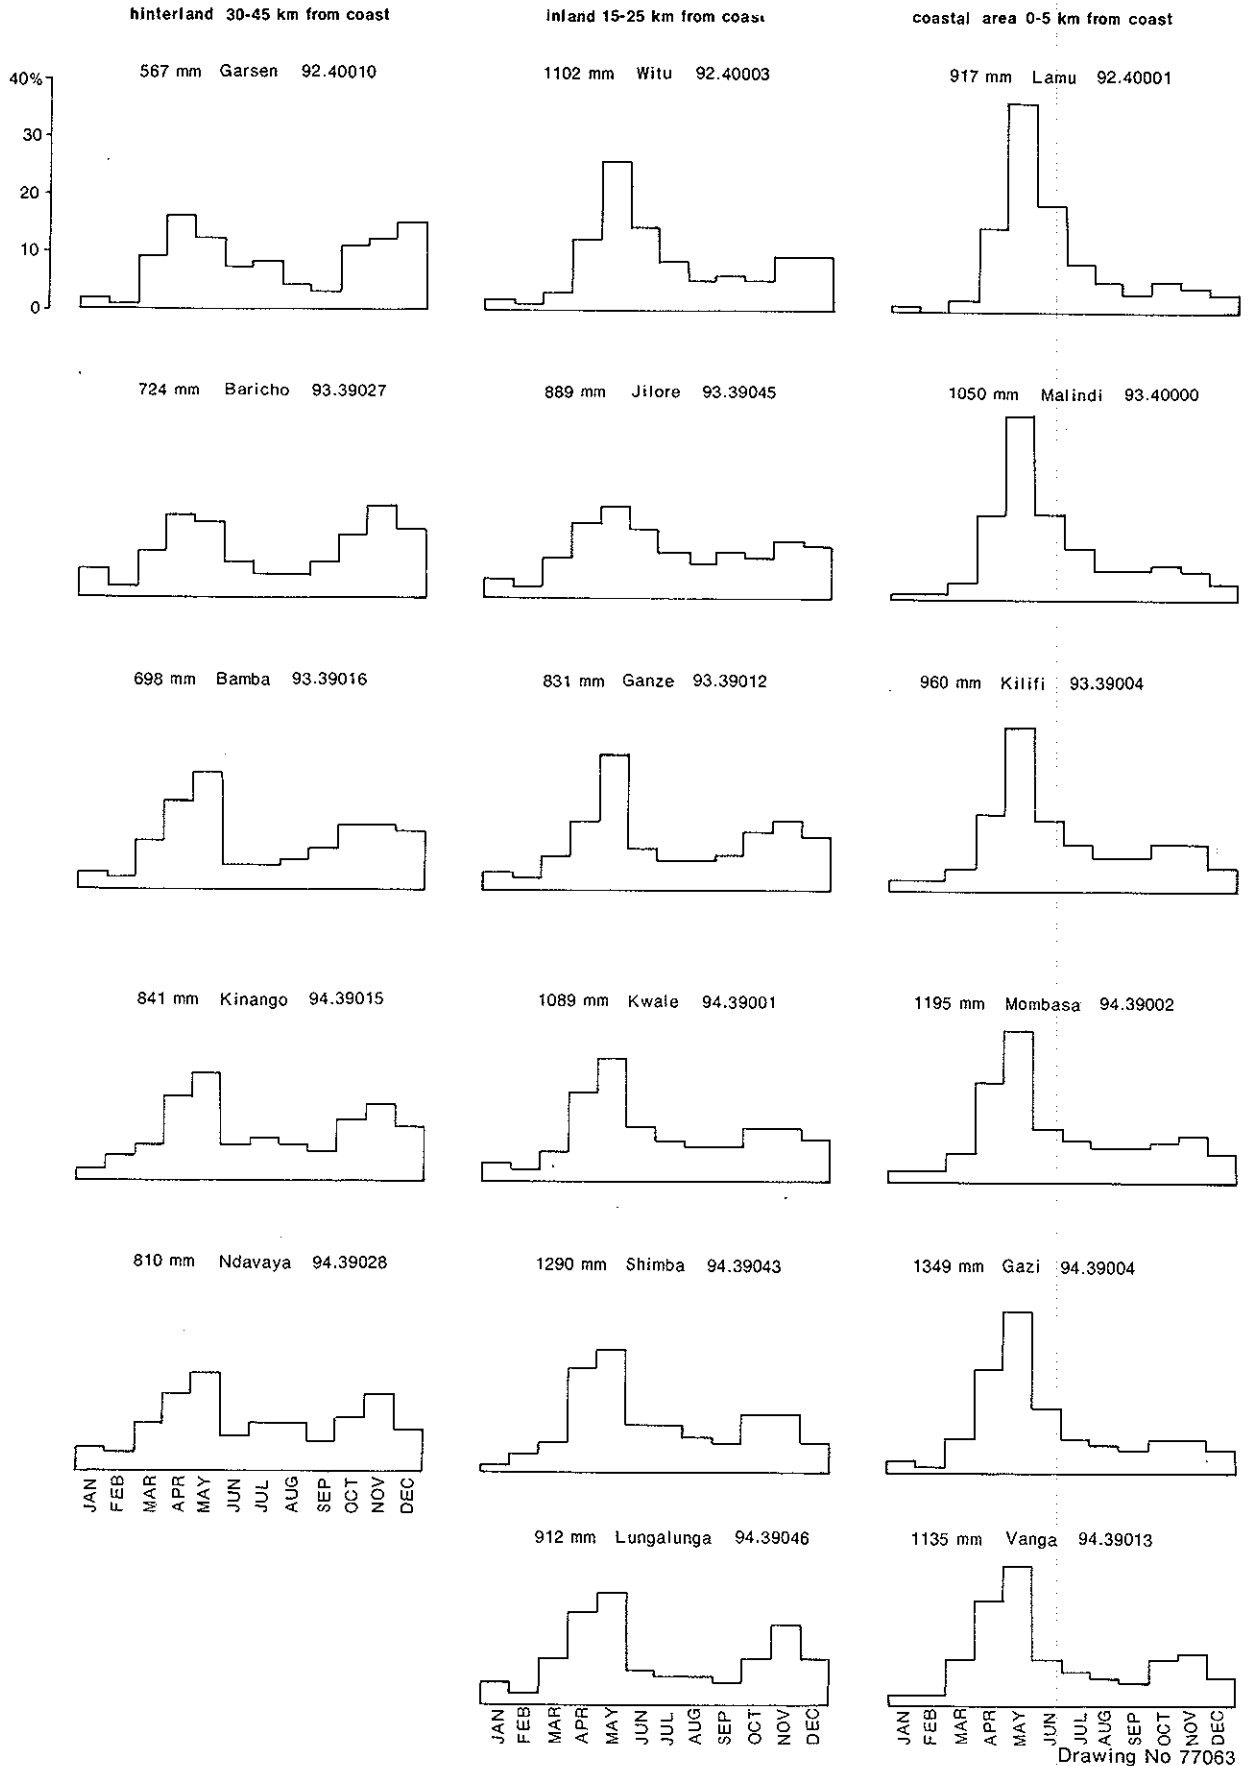 hinterland 30-45 km from coast
inland 15-25 km from coast
coastal area 0-5 km from coast
567 mm Garsen 92.40010
1102 mm Witu 92.40003
917 mm Lamu 92.40001
40%
30
20
10
0
724 mm Baricho 93.39027
889 mm Jilore 93.39045
1050 mm Malindi 93.40000
698 mm Bamba 93.39016
831 mm Ganze 93.39012
960 mm Kilifi 93.39004
841 mm Kinango 94.39015
1089 mm Kwale 94.39001
1195 mm Mombasa 94.39002
810 mm Ndavaya 94.39028
1290 mm Shimba 94.39043
1349 mm Gazi 94.39004
JAN FEB MAR APR MAY JUN JUL AUG SEP OCT NOV DEC
912 mm Lungalunga 94.39046
1135 mm Vanga 94.39013
JAN FEB MAR APR MAY JUN JUL AUG SEP OCT NOV DEC
JAN FEB MAR APR MAY JUN JUL AUG SEP OCT NOV DEC
Drawing No 77063